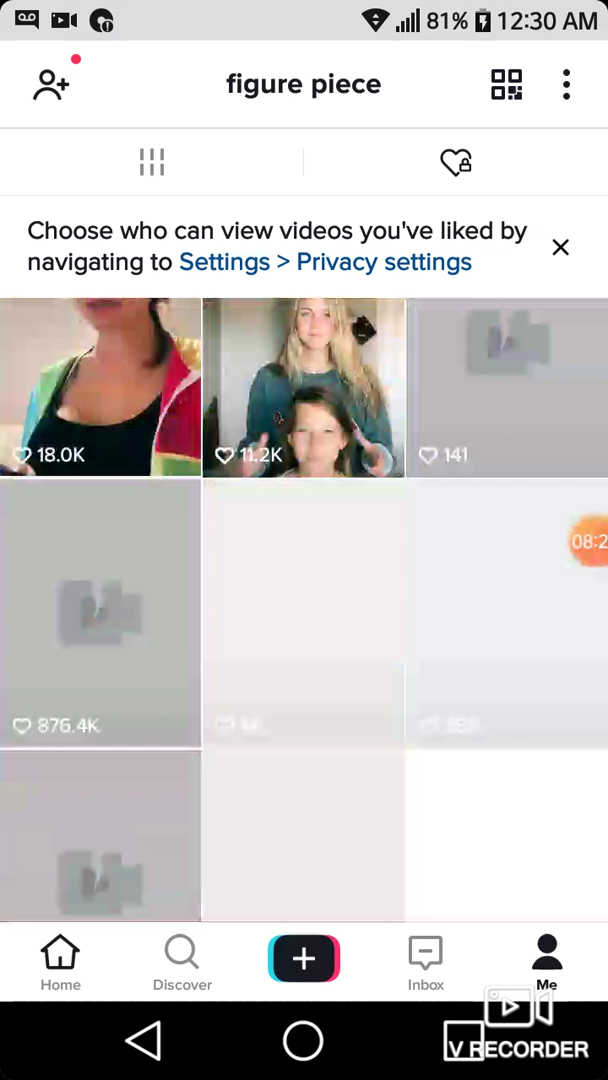 81% 12:30 AM
figure piece
Choose who can view videos you've liked by
navigating to Settings > Privacy settings
18.0K
11.2K
141
08:2
876.4K
Home
Discover
Inbox
Me
V RECORDER